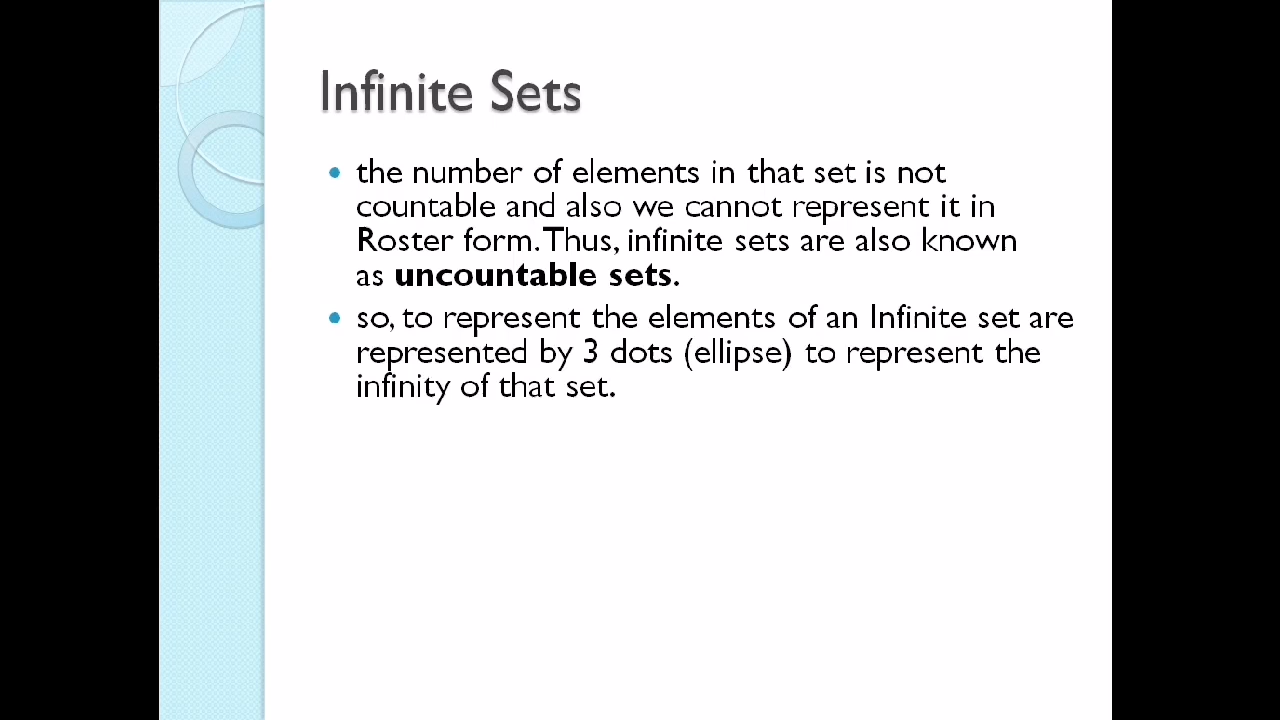 Infinite Sets
• the number of elements in that set is not
countable and also we cannot represent it in
Roster form. Thus, infinite sets are also known
as uncountable sets.
• so, to represent the elements of an Infinite set are
represented by 3 dots (ellipse) to represent the
infinity of that set.